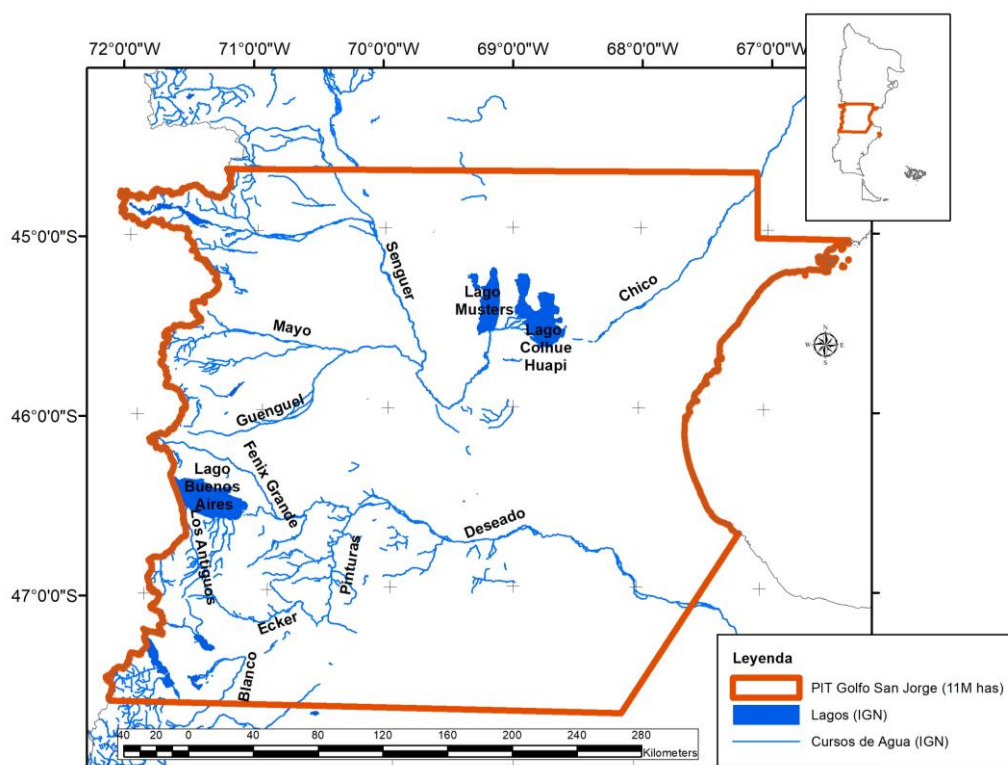 72°0'0"W 71°0'0"W 70°0'0"W 69°0'0"W 68°0'0"W 67°0'0"W
45°0'0"S
46°0'0"S
47°0'0"S
Senguer
Lago
Musters
Lago
Colhue
Huapi
Chico
Mayo
Guenguel
Fenix Grande
Lago
Buenos
Aires
Los Antiguos
Pinturas
Deseado
Ecker
Blanco
N
W E
S
40 20 0 40 80 120 160 200 240 280
Kilometers
Leyenda
PIT Golfo San Jorge (11M has)
Lagos (IGN)
Cursos de Agua (IGN)